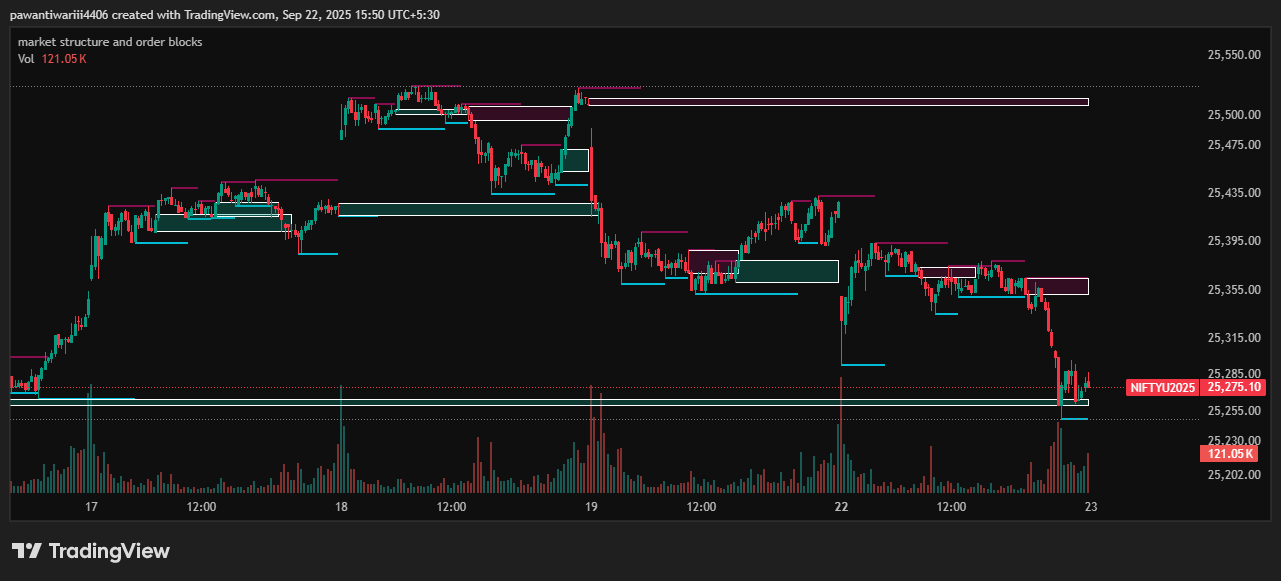 pawantiwariii4406 created with TradingView.com, Sep 22, 2025 15:50 UTC+5:30
market structure and order blocks
Vol 121.05 K
25,550.00
25,500.00
25,475.00
25,435.00
25,395.00
25,355.00
25,315.00
25,285.00
NIFTYU2025 25,275.10
25,255.00
25,230.00
121.05 K
25,202.00
17 12:00 18 12:00 19 12:00 22 12:00 23
TradingView